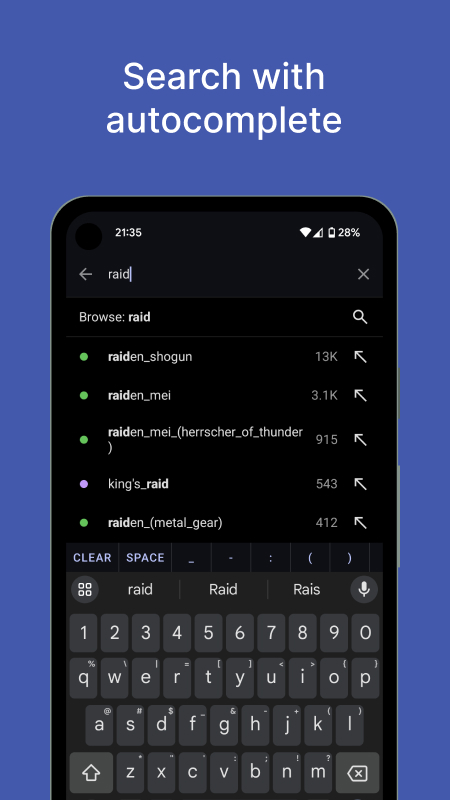 Search with
autocomplete
21:35
28%
raid
Browse: raid
raiden_shogun 13K
raiden_mei 3.1K
raiden_mei_(herrscher_of_thunder 915
)
king's_raid 543
raiden_(metal_gear) 412
CLEAR SPACE _ - : ( )
raid Raid Rais
1 2 3 4 5 6 7 8 9 0
% \ | = [ ] < > { }
q w e r t y u i o p
@ # $ _ & - + ( )
a s d f g h j k l
* " ' : ; ! ?
z x c v b n m